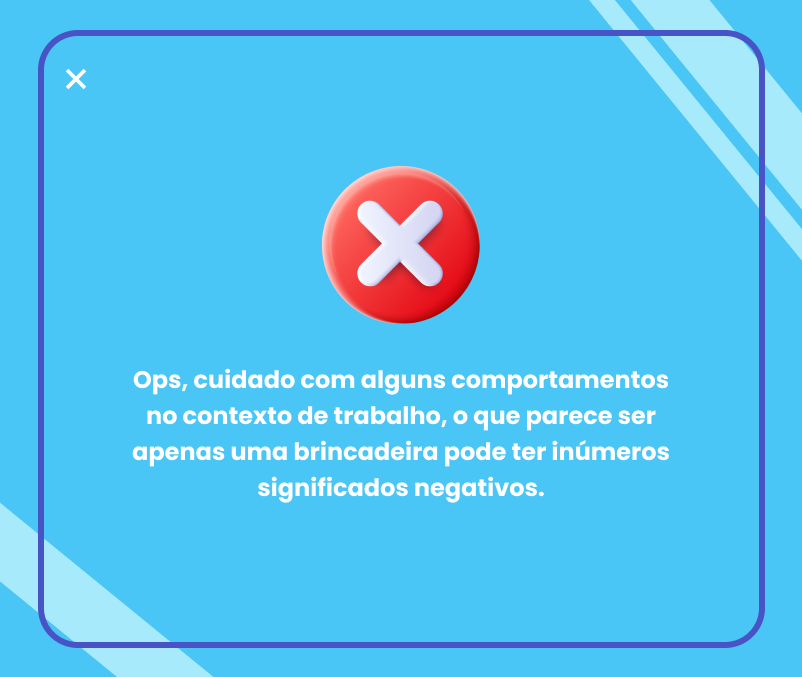 Ops, cuidado com alguns comportamentos
no contexto de trabalho, o que parece ser
apenas uma brincadeira pode ter inúmeros
significados negativos.